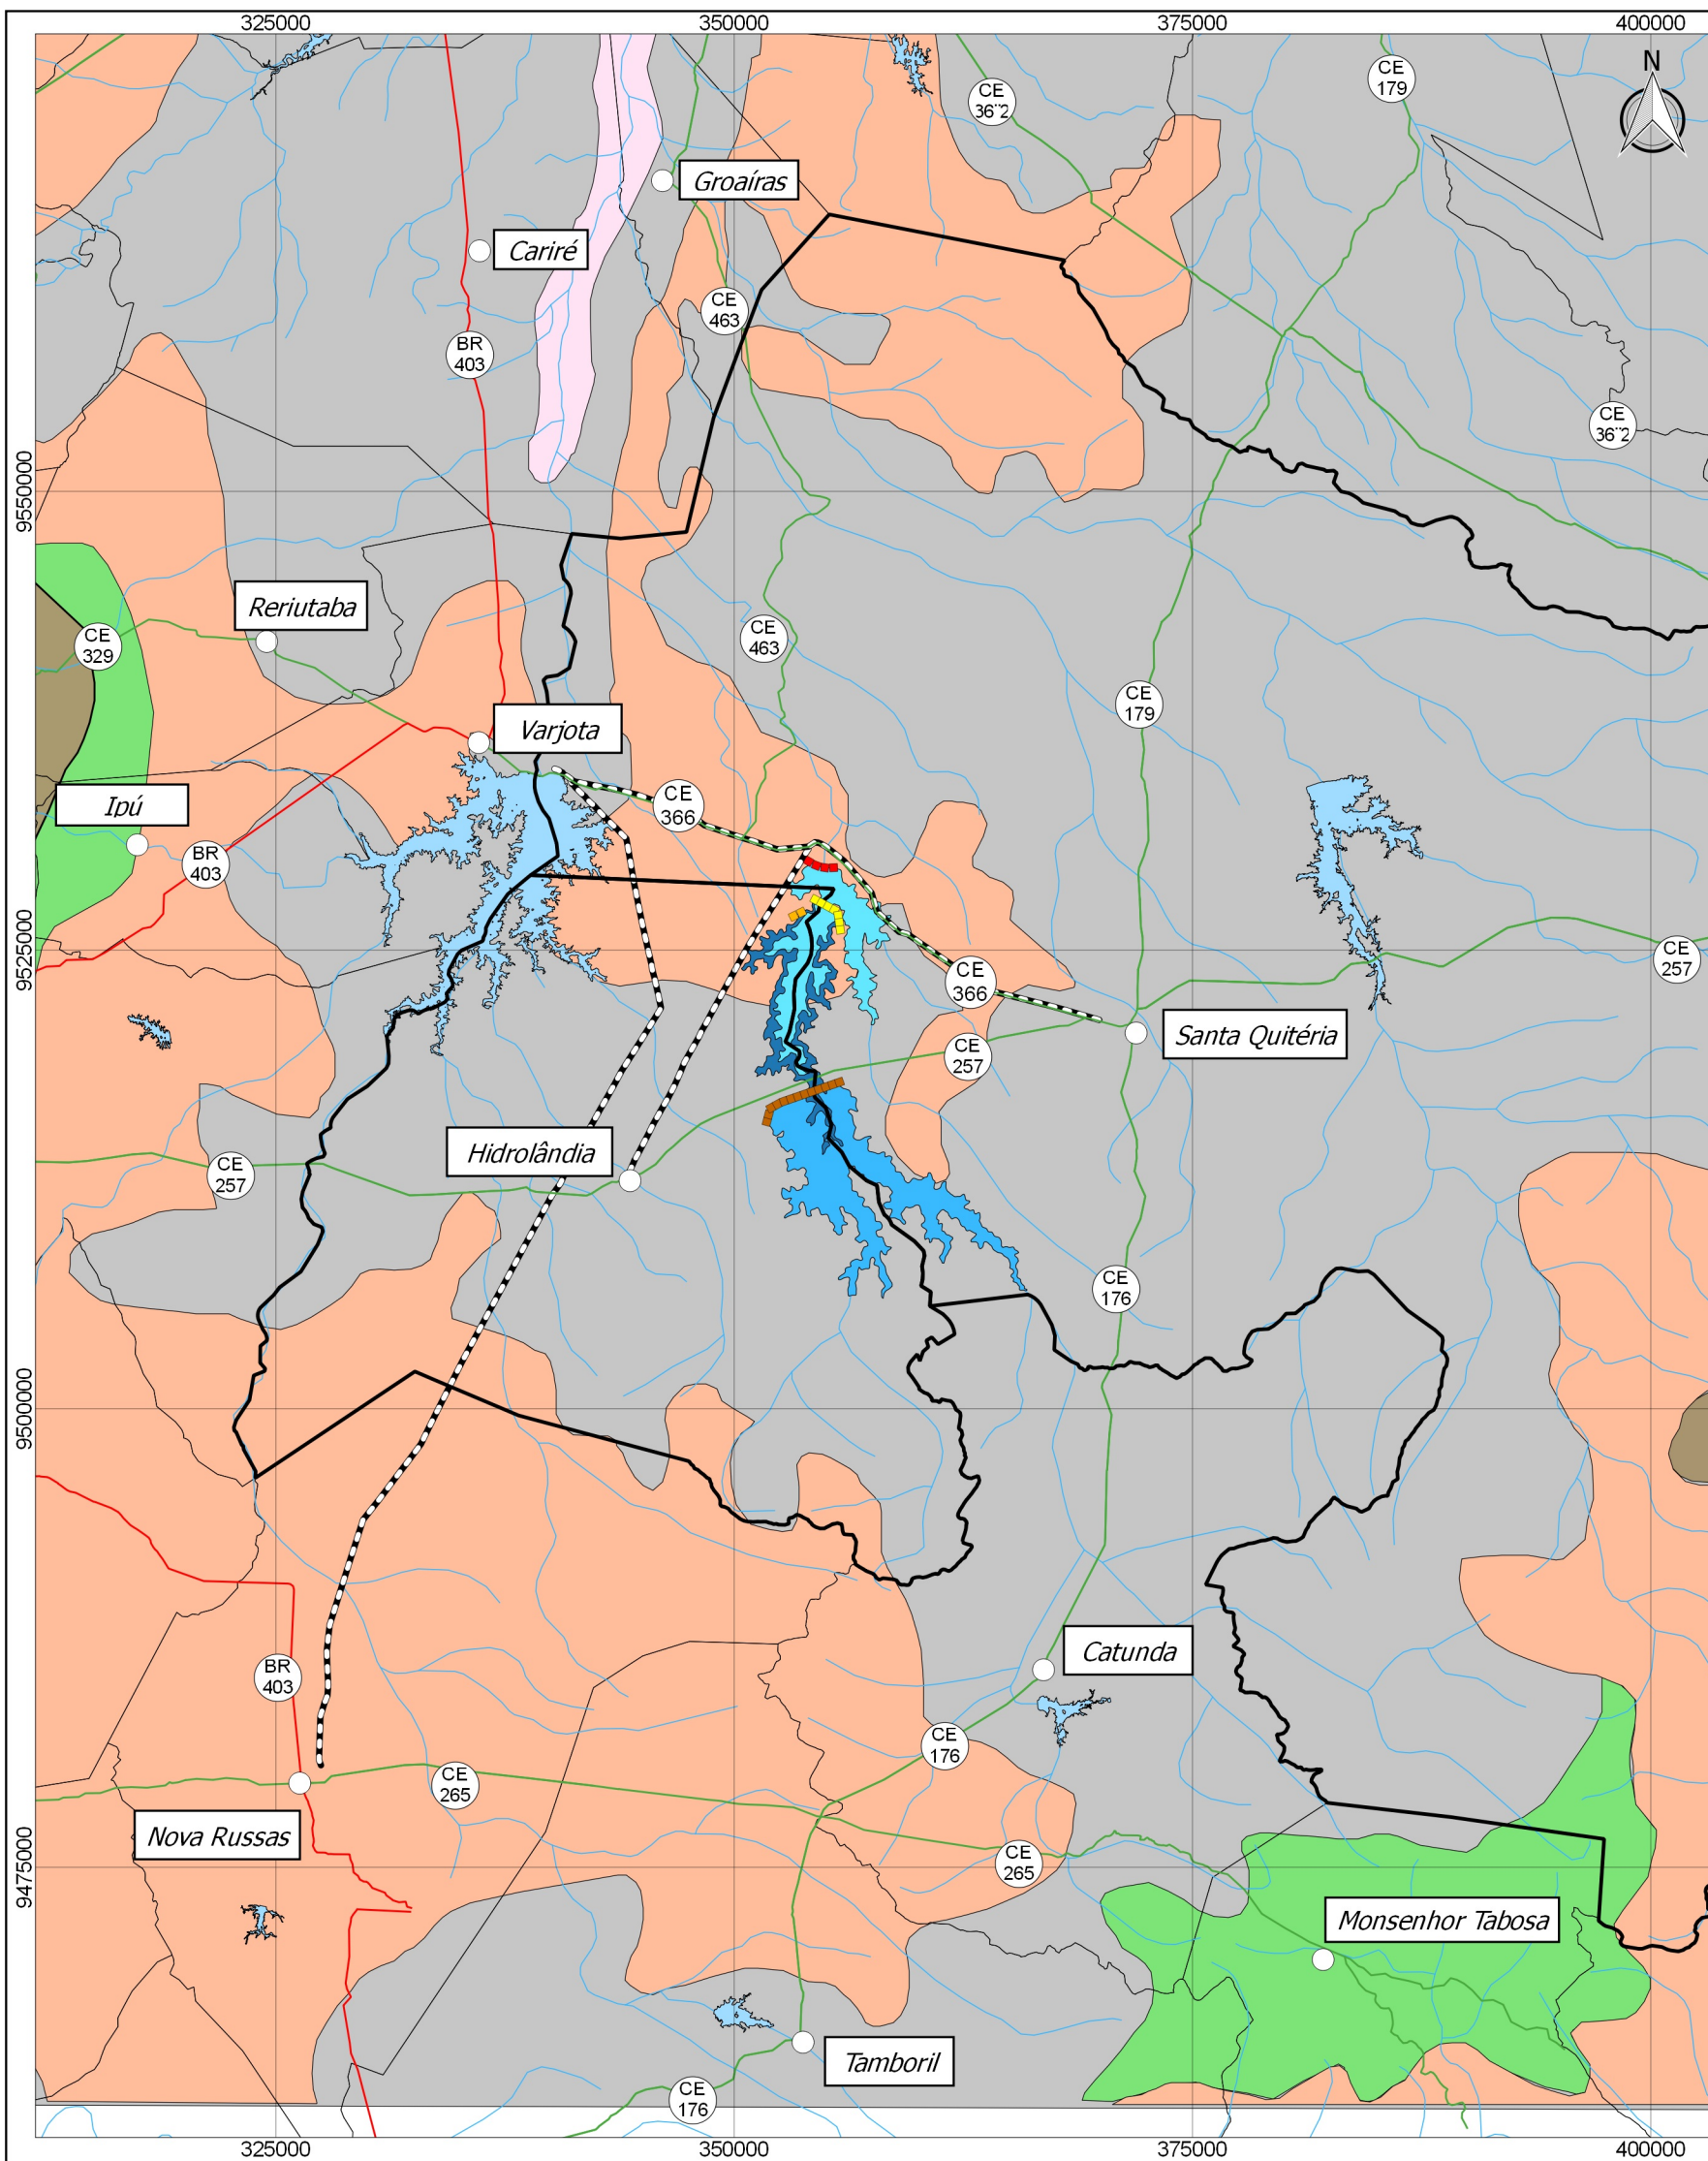 325000
350000
375000
400000
N
CE
179
CE
36¨2
Groaíras
Cariré
CE
463
BR
403
CE
36¨2
9550000
Reriutaba
CE
329
CE
463
CE
179
Varjota
Ipú
CE
366
BR
403
9525000
CE
257
CE
366
Santa Quitéria
CE
257
Hidrolândia
CE
257
CE
176
9500000
Catunda
BR
403
CE
176
CE
265
Nova Russas
CE
265
9475000
Monsenhor Tabosa
Tamboril
CE
176
325000
350000
375000
400000